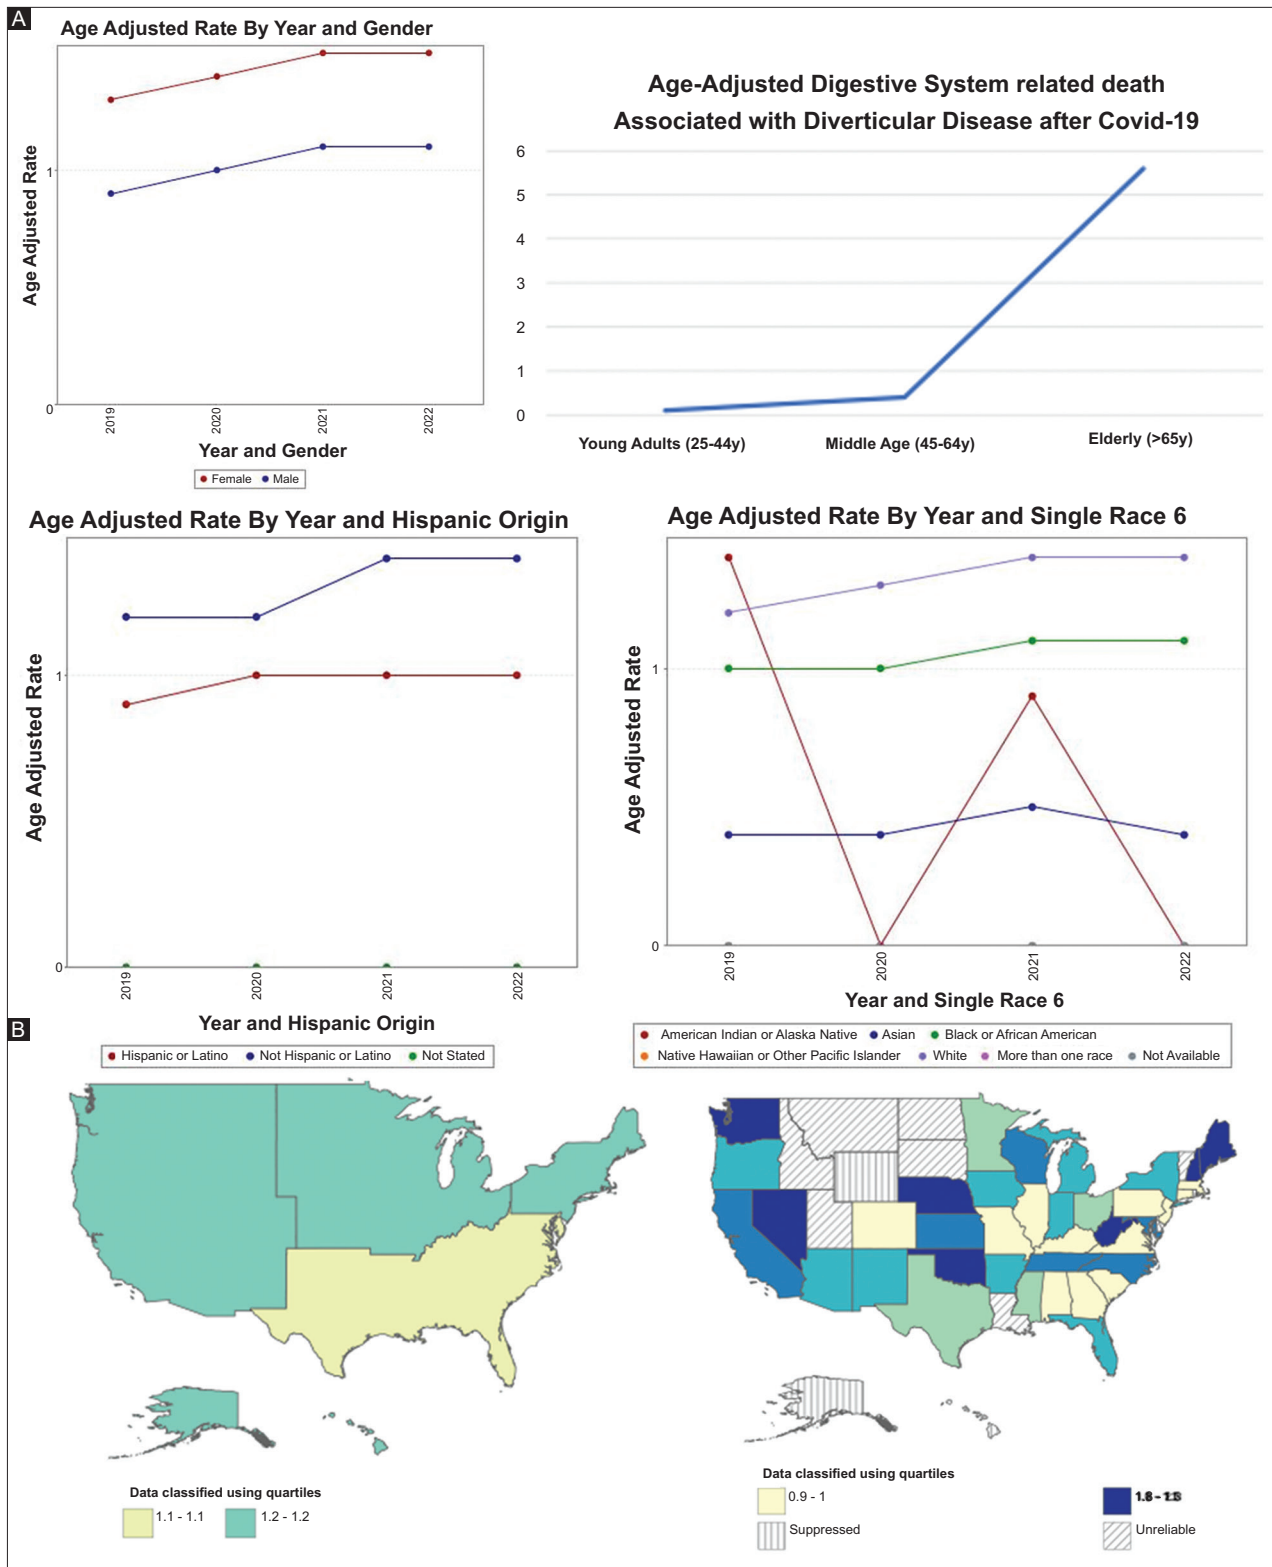 A
Age Adjusted Rate By Year and Gender
Age Adjusted Rate
1
0
2019
2020
2021
2022
Year and Gender
Female
Male
Age-Adjusted Digestive System related death
Associated with Diverticular Disease after Covid-19
6
5
4
3
2
1
0
Young Adults (25-44y)
Middle Age (45-64y)
Elderly (>65y)
Age Adjusted Rate By Year and Hispanic Origin
Age Adjusted Rate
1
0
2019
2020
2021
2022
Year and Hispanic Origin
Hispanic or Latino
Not Hispanic or Latino
Not Stated
Age Adjusted Rate By Year and Single Race 6
Age Adjusted Rate
1
0
2019
2020
2021
2022
Year and Single Race 6
American Indian or Alaska Native
Asian
Black or African American
Native Hawaiian or Other Pacific Islander
White
More than one race
Not Available
B
Data classified using quartiles
1.1 - 1.1
1.2 - 1.2
Data classified using quartiles
0.9 - 1
Suppressed
Unreliable